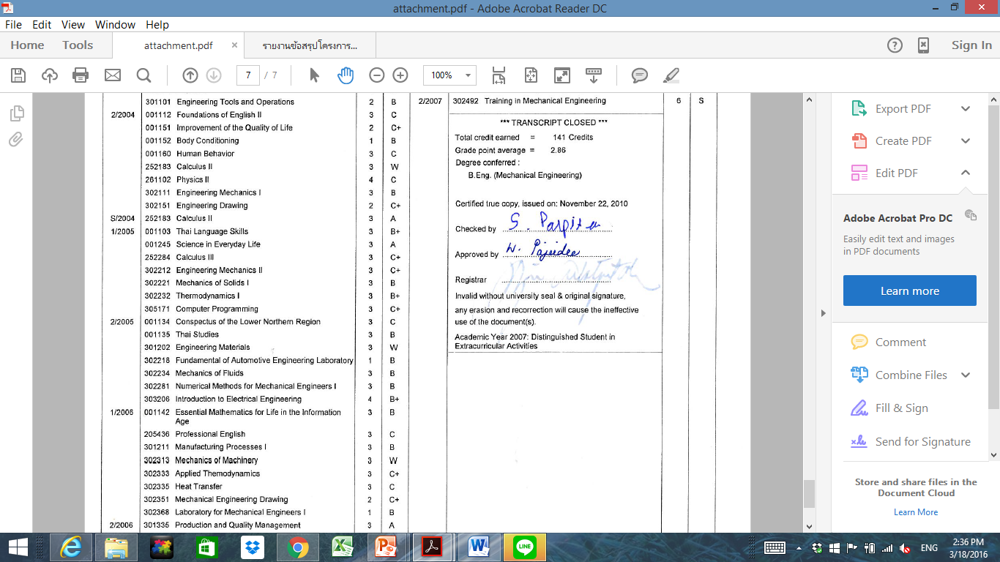 attachment.pdf - Adobe Acrobat Reader DC
File Edit View Window Help
Home Tools attachment.pdf × รายงานข้อสรุปโครงการ... Sign In
7 / 7 100%
301101 Engineering Tools and Operations 2 B
2/2004 001112 Foundations of English II 3 C
001151 Improvement of the Quality of Life 2 C+
001152 Body Conditioning 1 B
001160 Human Behavior 3 C
252183 Calculus II 3 W
261102 Physics II 4 C
302111 Engineering Mechanics I 3 B
302151 Engineering Drawing 2 C+
S/2004 252183 Calculus II 3 A
1/2005 001103 Thai Language Skills 3 B+
001245 Science in Everyday Life 3 A
252284 Calculus III 3 C+
302212 Engineering Mechanics II 3 C+
302221 Mechanics of Solids I 3 B
302232 Thermodynamics I 3 B+
305171 Computer Programming 3 C+
2/2005 001134 Conspectus of the Lower Northern Region 3 C
001135 Thai Studies 3 B
301202 Engineering Materials 3 W
302218 Fundamental of Automotive Engineering Laboratory 1 B
302234 Mechanics of Fluids 3 B
302281 Numerical Methods for Mechanical Engineers I 3 B
303206 Introduction to Electrical Engineering 4 B+
1/2006 001142 Essential Mathematics for Life in the Information 3 B
Age
205436 Professional English 3 C
301211 Manufacturing Processes I 3 B
302313 Mechanics of Machinery 3 W
302333 Applied Themodynamics 3 C+
302335 Heat Transfer 3 C
302351 Mechanical Engineering Drawing 2 C+
302368 Laboratory for Mechanical Engineers I 1 B
2/2006 301335 Production and Quality Management 3 A
2/2007 302492 Training in Mechanical Engineering 6 S
*** TRANSCRIPT CLOSED ***
Total credit earned = 141 Credits
Grade point average = 2.86
Degree conferred :
B.Eng. (Mechanical Engineering)
Certified true copy, issued on: November 22, 2010
Checked by S.
Approved by W.
Registrar
Invalid without university seal & original signature,
any erasion and recorrection will cause the ineffective
use of the document(s).
Academic Year 2007: Distinguished Student in
Extracurricular Activities
Export PDF
Create PDF
Edit PDF
Adobe Acrobat Pro DC
Easily edit text and images
in PDF documents
Learn more
Comment
Combine Files
Fill & Sign
Send for Signature
Store and share files in the
Document Cloud
Learn More
LINE
ENG
2:36 PM
3/18/2016